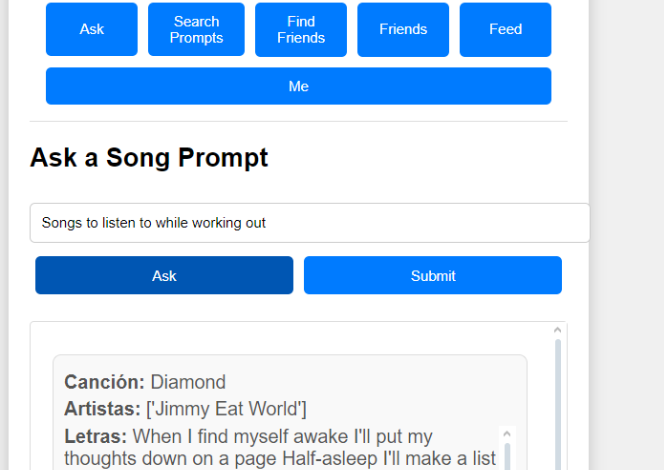 Ask
Search
Prompts
Find
Friends
Friends
Feed
Me
Ask a Song Prompt
Songs to listen to while working out
Ask
Submit
Canción: Diamond
Artistas: ['Jimmy Eat World']
Letras: When I find myself awake I'll put my
thoughts down on a page Half-asleep I'll make a list